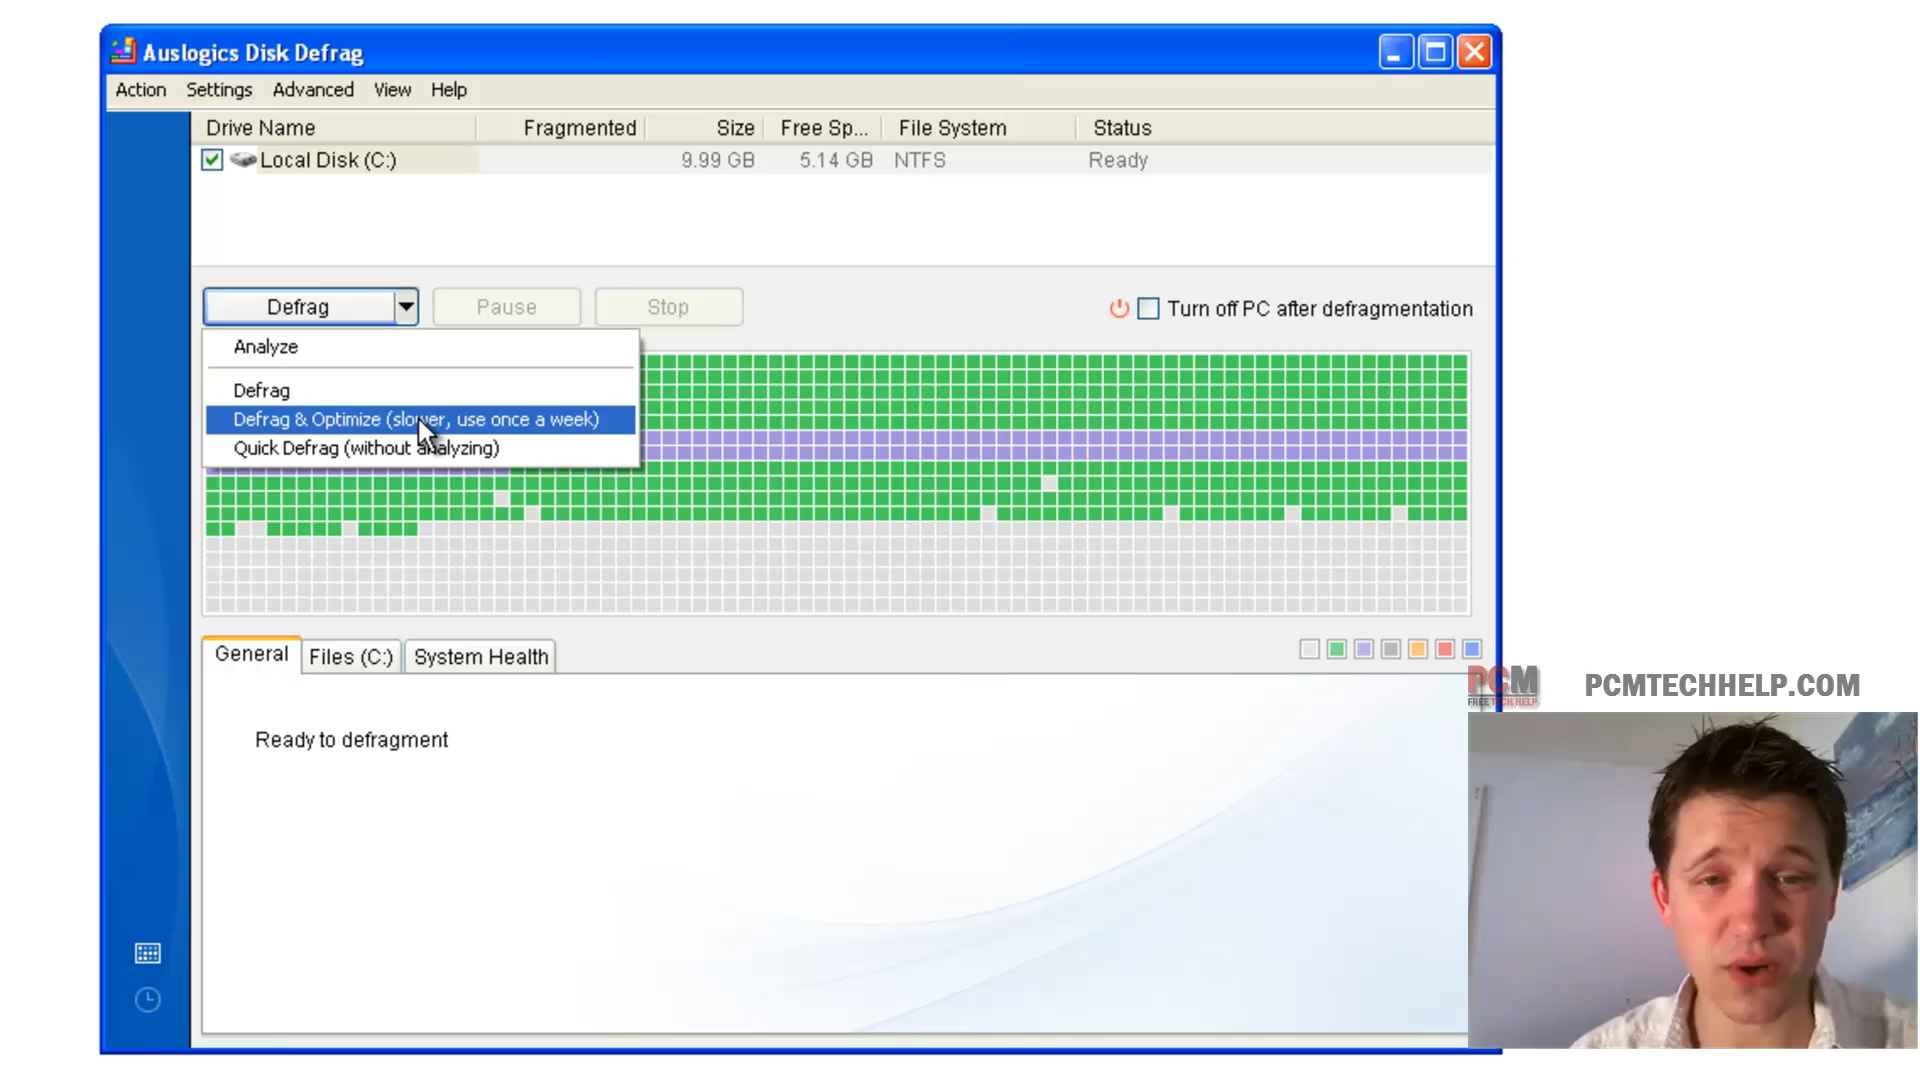 Auslogics Disk Defrag
Action Settings Advanced View Help
Drive Name Fragmented Size Free Sp... File System Status
Local Disk (C:) 9.99 GB 5.14 GB NTFS Ready
Defrag Pause Stop Turn off PC after defragmentation
Analyze
Defrag
Defrag & Optimize (slower, use once a week)
Quick Defrag (without analyzing)
General Files (C:) System Health
PCM PCMTECHHELP.COM
FREE TECH HELP
Ready to defragment